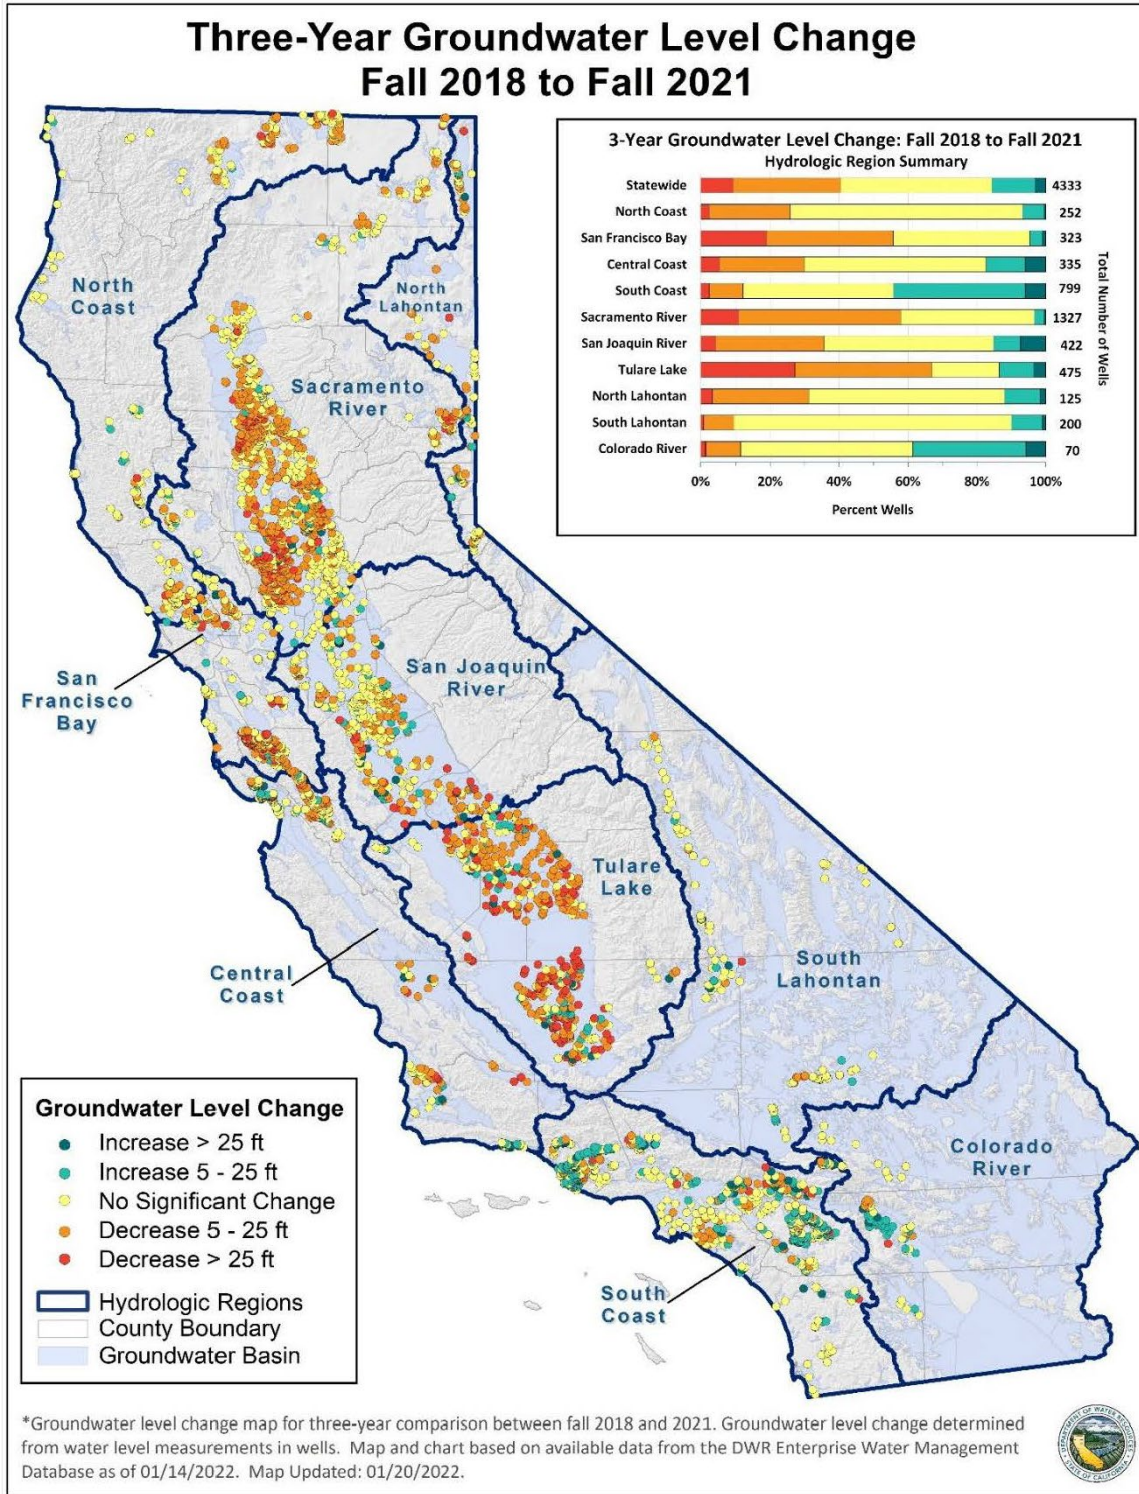 Three-Year Groundwater Level Change
Fall 2018 to Fall 2021
3-Year Groundwater Level Change: Fall 2018 to Fall 2021
Hydrologic Region Summary
Statewide 4333
North Coast 252
San Francisco Bay 323
Central Coast 335
South Coast 799
Sacramento River 1327
San Joaquin River 422
Tulare Lake 475
North Lahontan 125
South Lahontan 200
Colorado River 70
Total Number of Wells
0% 20% 40% 60% 80% 100%
Percent Wells
North
Coast
North
Lahontan
Sacramento
River
San
Francisco
Bay
San Joaquin
River
Tulare
Lake
Central
Coast
South
Lahontan
Colorado
River
South
Coast
Groundwater Level Change
Increase > 25 ft
Increase 5 - 25 ft
No Significant Change
Decrease 5 - 25 ft
Decrease > 25 ft
Hydrologic Regions
County Boundary
Groundwater Basin
*Groundwater level change map for three-year comparison between fall 2018 and 2021. Groundwater level change determined
from water level measurements in wells. Map and chart based on available data from the DWR Enterprise Water Management
Database as of 01/14/2022. Map Updated: 01/20/2022.
DEPARTMENT OF WATER RESOURCES
STATE OF CALIFORNIA